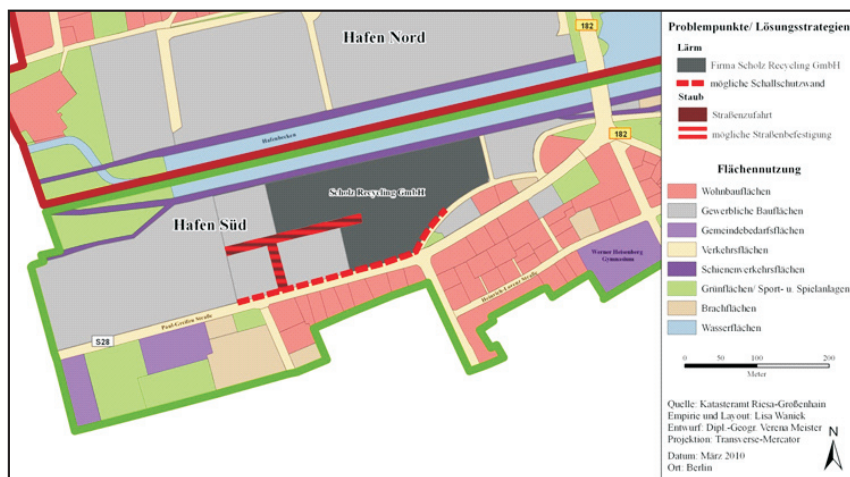 Hafen Nord
182
Hafenbecken
182
Scholz Recycling GmbH
Hafen Süd
Werner Heisenberg
Gymnasium
Heinrich-Lorenz Straße
Paul-Greifzu Straße
S28
Problempunkte/ Lösungsstrategien
Lärm
Firma Scholz Recycling GmbH
mögliche Schallschutzwand
Staub
Straßenzufahrt
mögliche Straßenbefestigung
Flächennutzung
Wohnbauflächen
Gewerbliche Bauflächen
Gemeindebedarfsflächen
Verkehrsflächen
Schienenverkehrsflächen
Grünflächen/ Sport- u. Spielanlagen
Brachflächen
Wasserflächen
0 50 100 200
Meter
Quelle: Katasteramt Riesa-Großenhain
Empirie und Layout: Lisa Wanick
Entwurf: Dipl.-Geogr. Verena Meister
Projektion: Transverse-Mercator
N
Datum: März 2010
Ort: Berlin